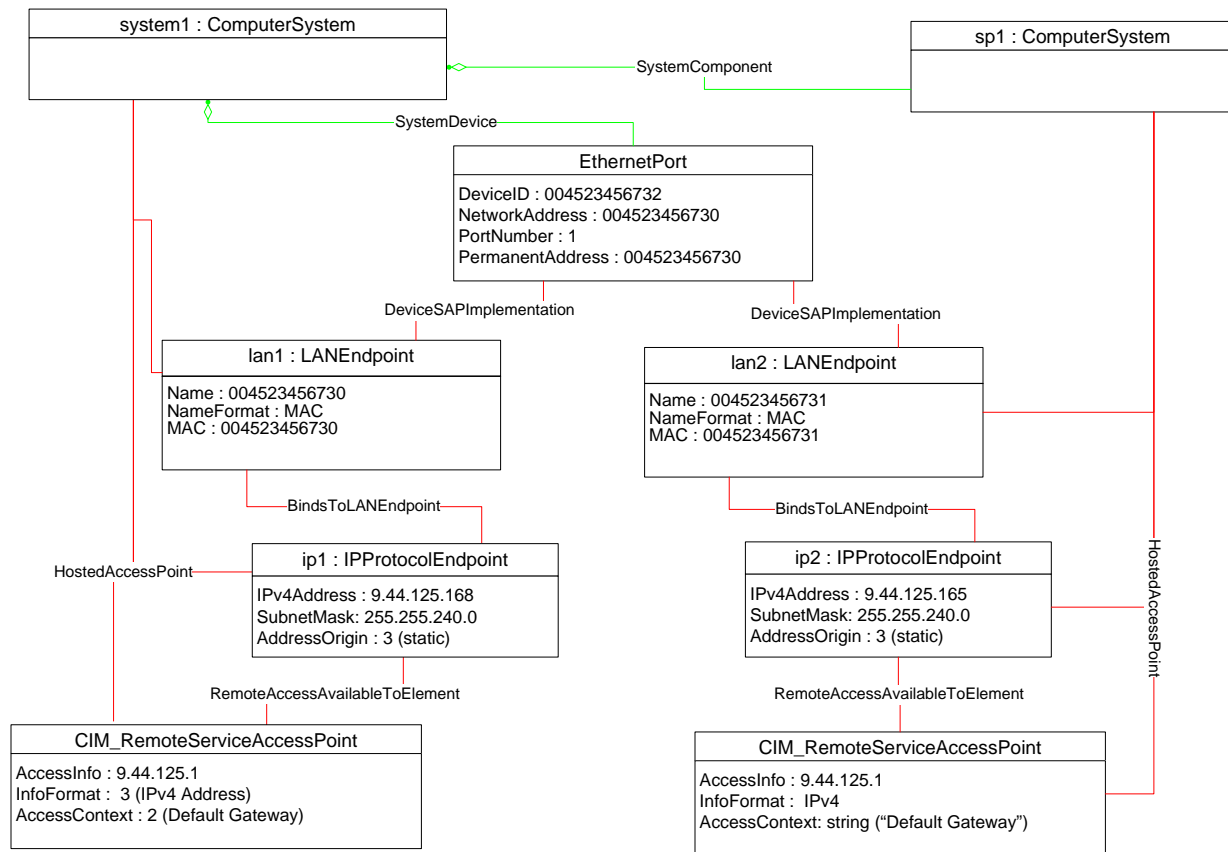 system1 : ComputerSystem
sp1 : ComputerSystem
SystemComponent
SystemDevice
EthernetPort
DeviceID : 004523456732
NetworkAddress : 004523456730
PortNumber : 1
PermanentAddress : 004523456730
DeviceSAPImplementation
DeviceSAPImplementation
lan1 : LANEndpoint
Name : 004523456730
NameFormat : MAC
MAC : 004523456730
lan2 : LANEndpoint
Name : 004523456731
NameFormat : MAC
MAC : 004523456731
BindsToLANEndpoint
BindsToLANEndpoint
HostedAccessPoint
ip1 : IPProtocolEndpoint
IPv4Address : 9.44.125.168
SubnetMask: 255.255.240.0
AddressOrigin : 3 (static)
ip2 : IPProtocolEndpoint
IPv4Address : 9.44.125.165
SubnetMask : 255.255.240.0
AddressOrigin : 3 (static)
HostedAccessPoint
RemoteAccessAvailableToElement
RemoteAccessAvailableToElement
CIM_RemoteServiceAccessPoint
AccessInfo : 9.44.125.1
InfoFormat : 3 (IPv4 Address)
AccessContext : 2 (Default Gateway)
CIM_RemoteServiceAccessPoint
AccessInfo : 9.44.125.1
InfoFormat : IPv4
AccessContext: string (“Default Gateway”)